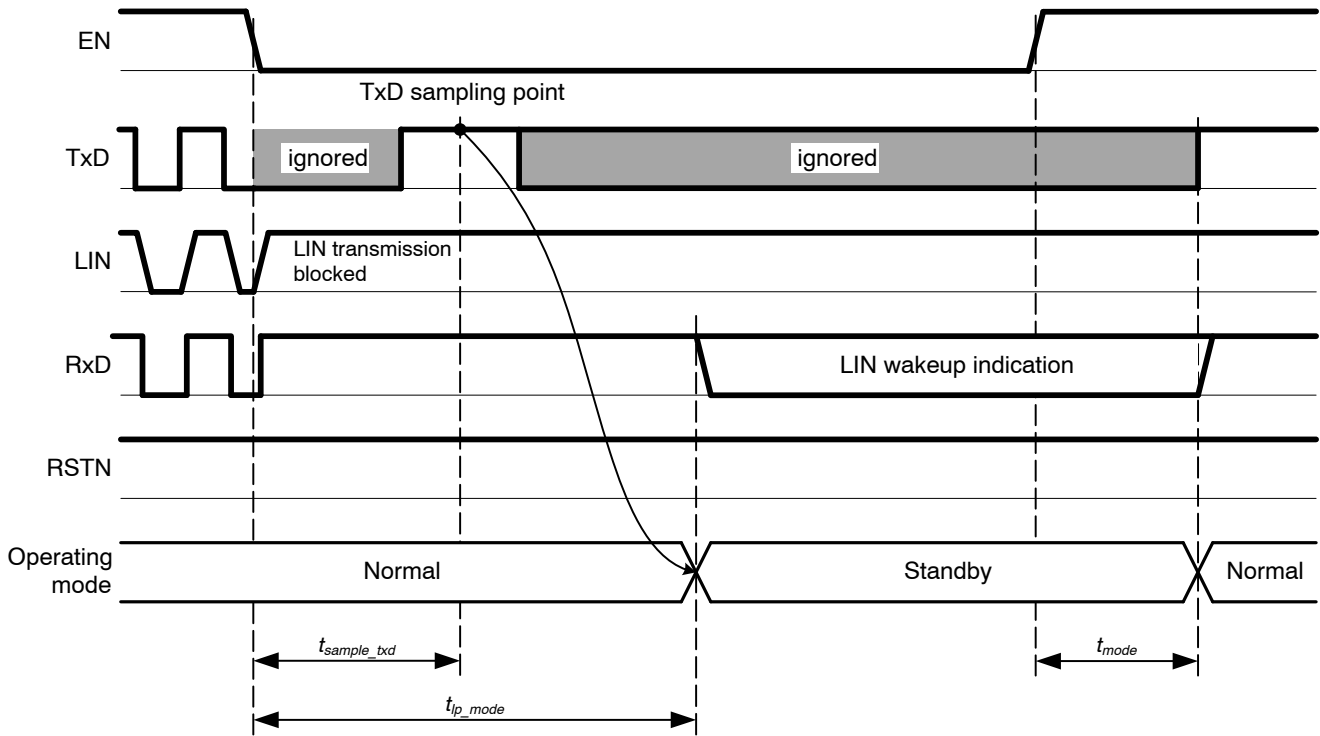 EN
TxD sampling point
TxD
ignored
ignored
LIN
LIN transmission
blocked
RxD
LIN wakeup indication
RSTN
Operating
mode
Normal
Standby
Normal
tsample_txd
tmode
tlp_mode